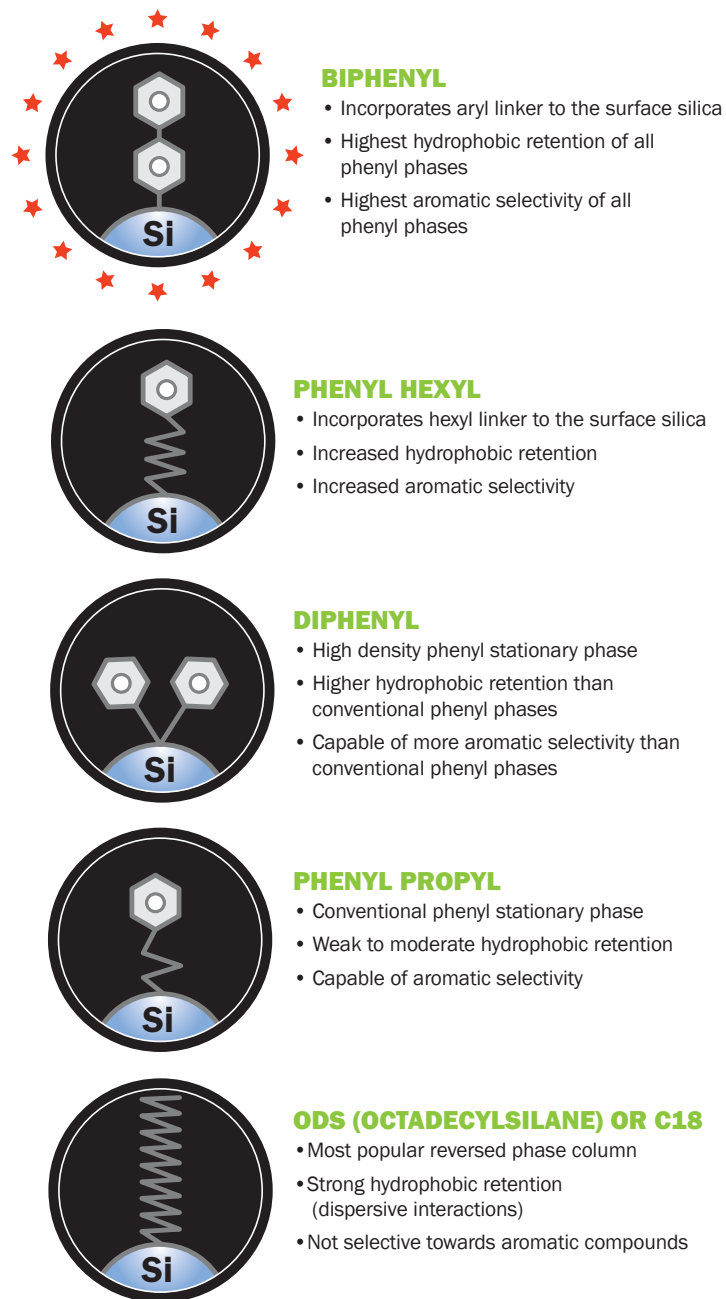 BIPHENYL
• Incorporates aryl linker to the surface silica
• Highest hydrophobic retention of all
phenyl phases
• Highest aromatic selectivity of all
phenyl phases
Si
PHENYL HEXYL
• Incorporates hexyl linker to the surface silica
• Increased hydrophobic retention
• Increased aromatic selectivity
Si
DIPHENYL
• High density phenyl stationary phase
• Higher hydrophobic retention than
conventional phenyl phases
• Capable of more aromatic selectivity than
conventional phenyl phases
Si
PHENYL PROPYL
• Conventional phenyl stationary phase
• Weak to moderate hydrophobic retention
• Capable of aromatic selectivity
Si
ODS (OCTADECYLSILANE) OR C18
• Most popular reversed phase column
• Strong hydrophobic retention
(dispersive interactions)
• Not selective towards aromatic compounds
Si